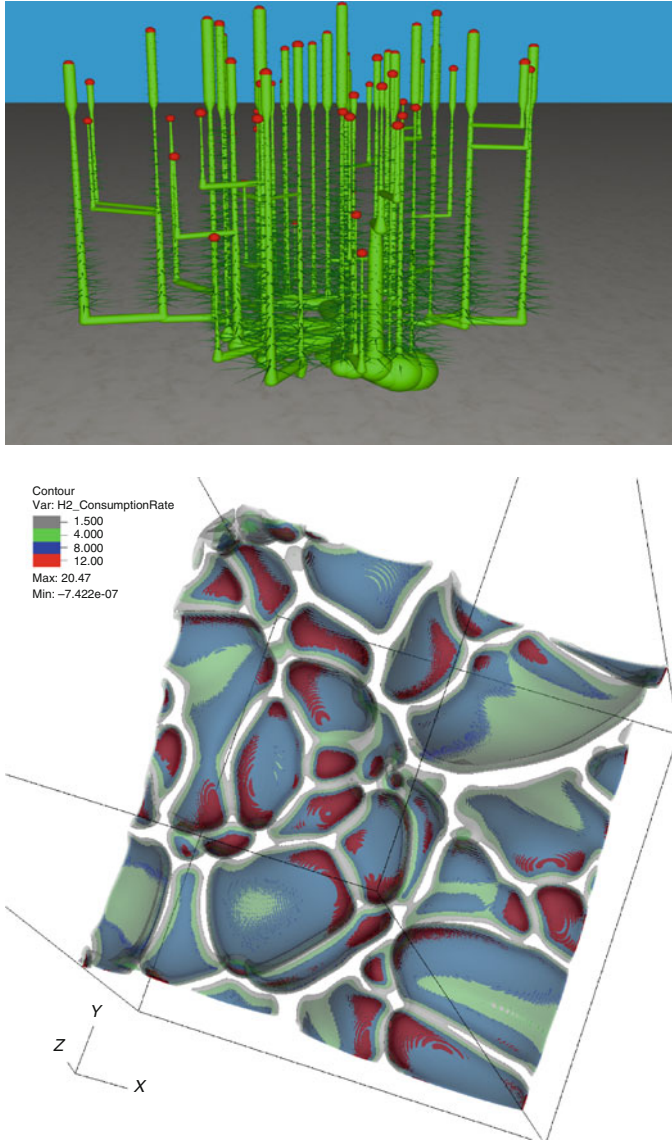 Contour
Var: H2_ConsumptionRate
1.500
4.000
8.000
12.00
Max: 20.47
Min: –7.422e-07
Y
Z
X